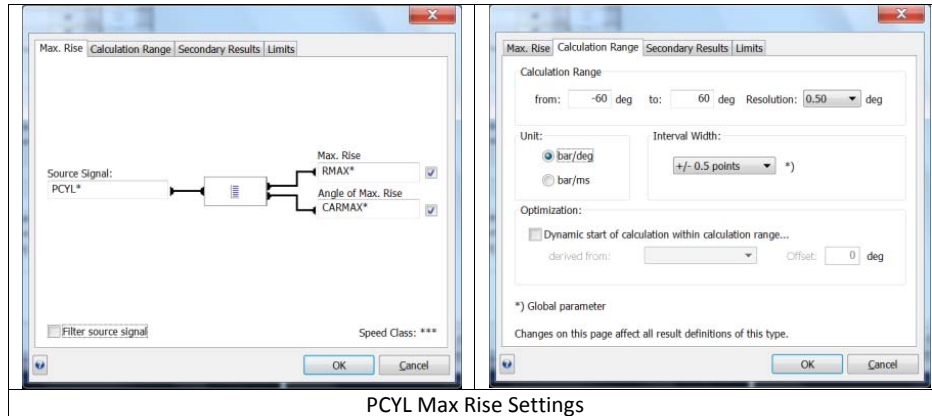 Max. Rise Calculation Range Secondary Results Limits
Max. Rise
Source Signal:
PCYL*
RMAX*
Angle of Max. Rise
CARMAX*
Filter source signal
Speed Class: ***
OK Cancel
Max. Rise Calculation Range Secondary Results Limits
Calculation Range
from: -60 deg to: 60 deg Resolution: 0.50 deg
Unit: Interval Width:
bar/deg
+/- 0.5 points *)
bar/ms
Optimization:
Dynamic start of calculation within calculation range...
derived from: Offset: 0 deg
*) Global parameter
Changes on this page affect all result definitions of this type.
OK Cancel
PCYL Max Rise Settings